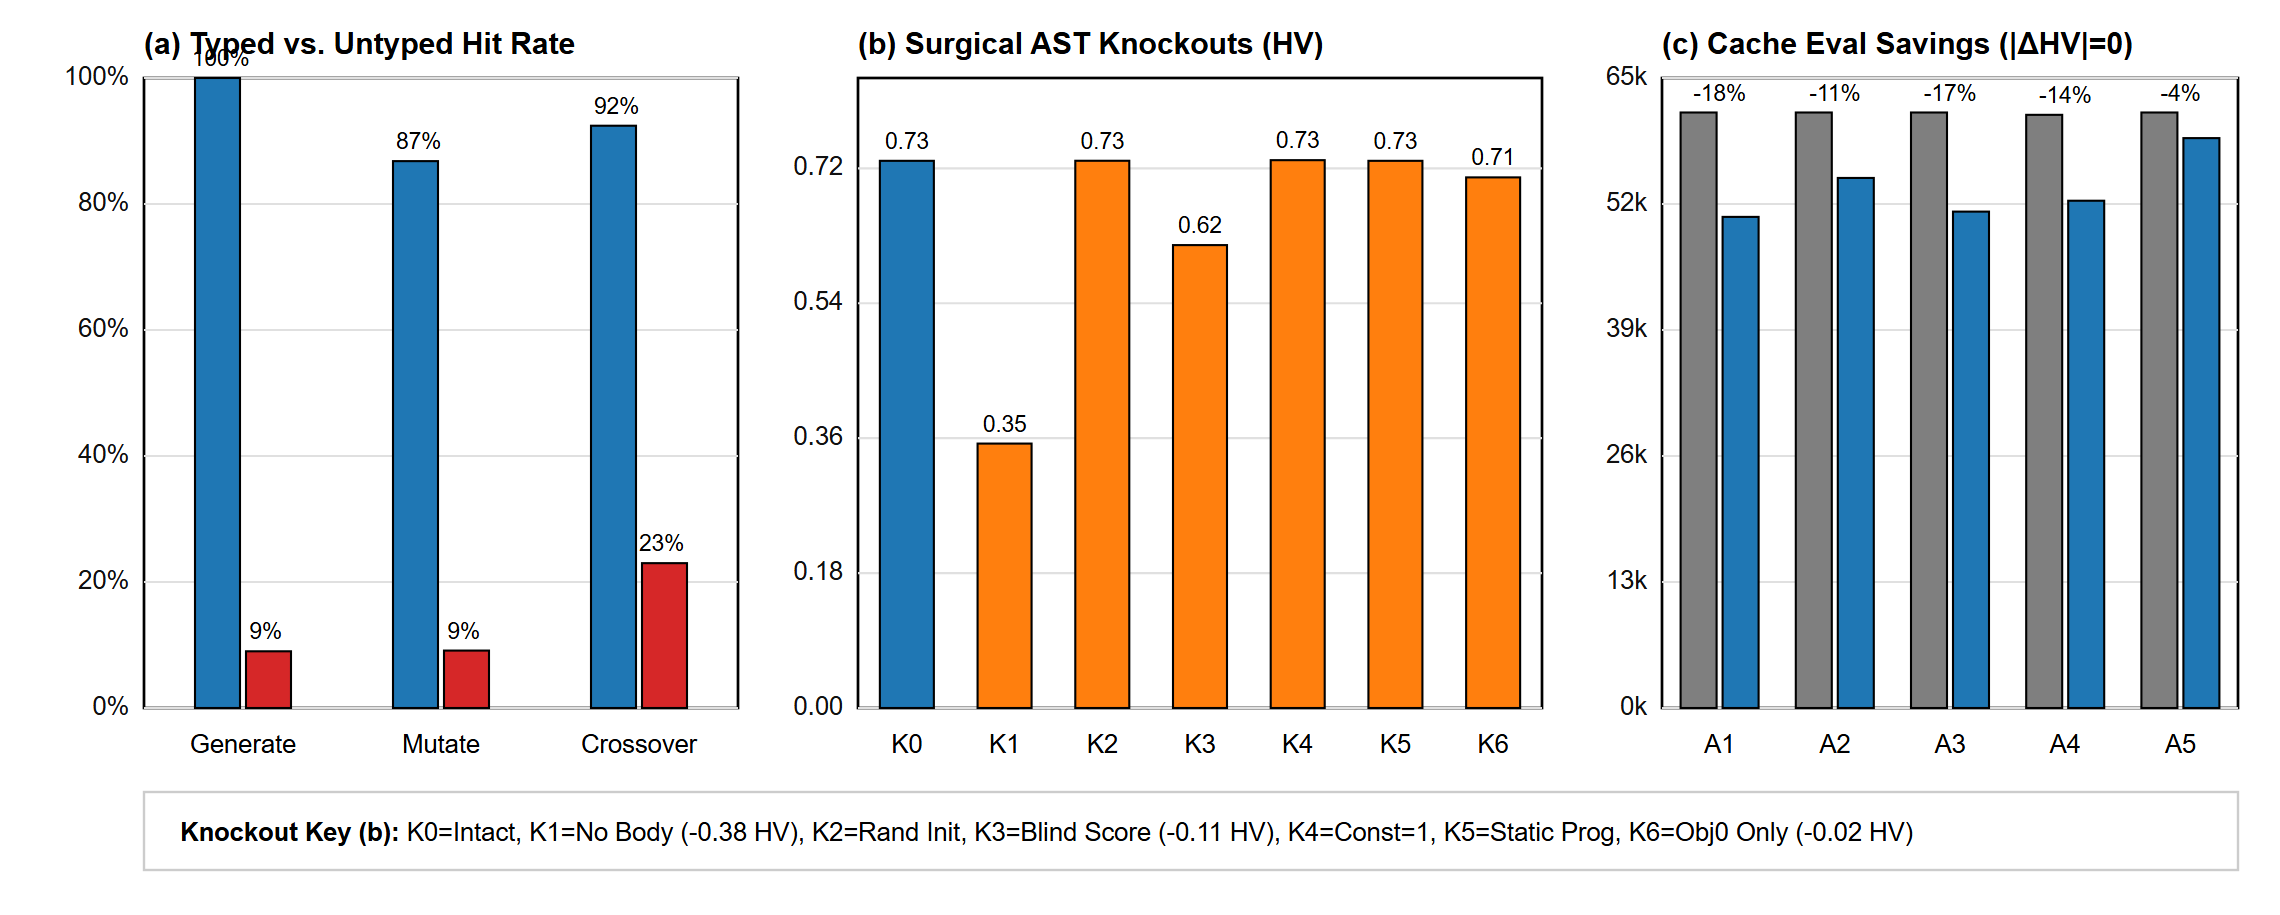 (a) Typed vs. Untyped Hit Rate
100%
100%
80%
60%
40%
20%
0%
87%
92%
9%
9%
23%
Generate
Mutate
Crossover
(b) Surgical AST Knockouts (HV)
0.72
0.54
0.36
0.18
0.00
0.73
0.35
0.73
0.62
0.73
0.73
0.71
K0
K1
K2
K3
K4
K5
K6
(c) Cache Eval Savings (|ΔHV|=0)
65k
52k
39k
26k
13k
0k
-18%
-11%
-17%
-14%
-4%
A1
A2
A3
A4
A5
Knockout Key (b): K0=Intact, K1=No Body (-0.38 HV), K2=Rand Init, K3=Blind Score (-0.11 HV), K4=Const=1, K5=Static Prog, K6=Obj0 Only (-0.02 HV)